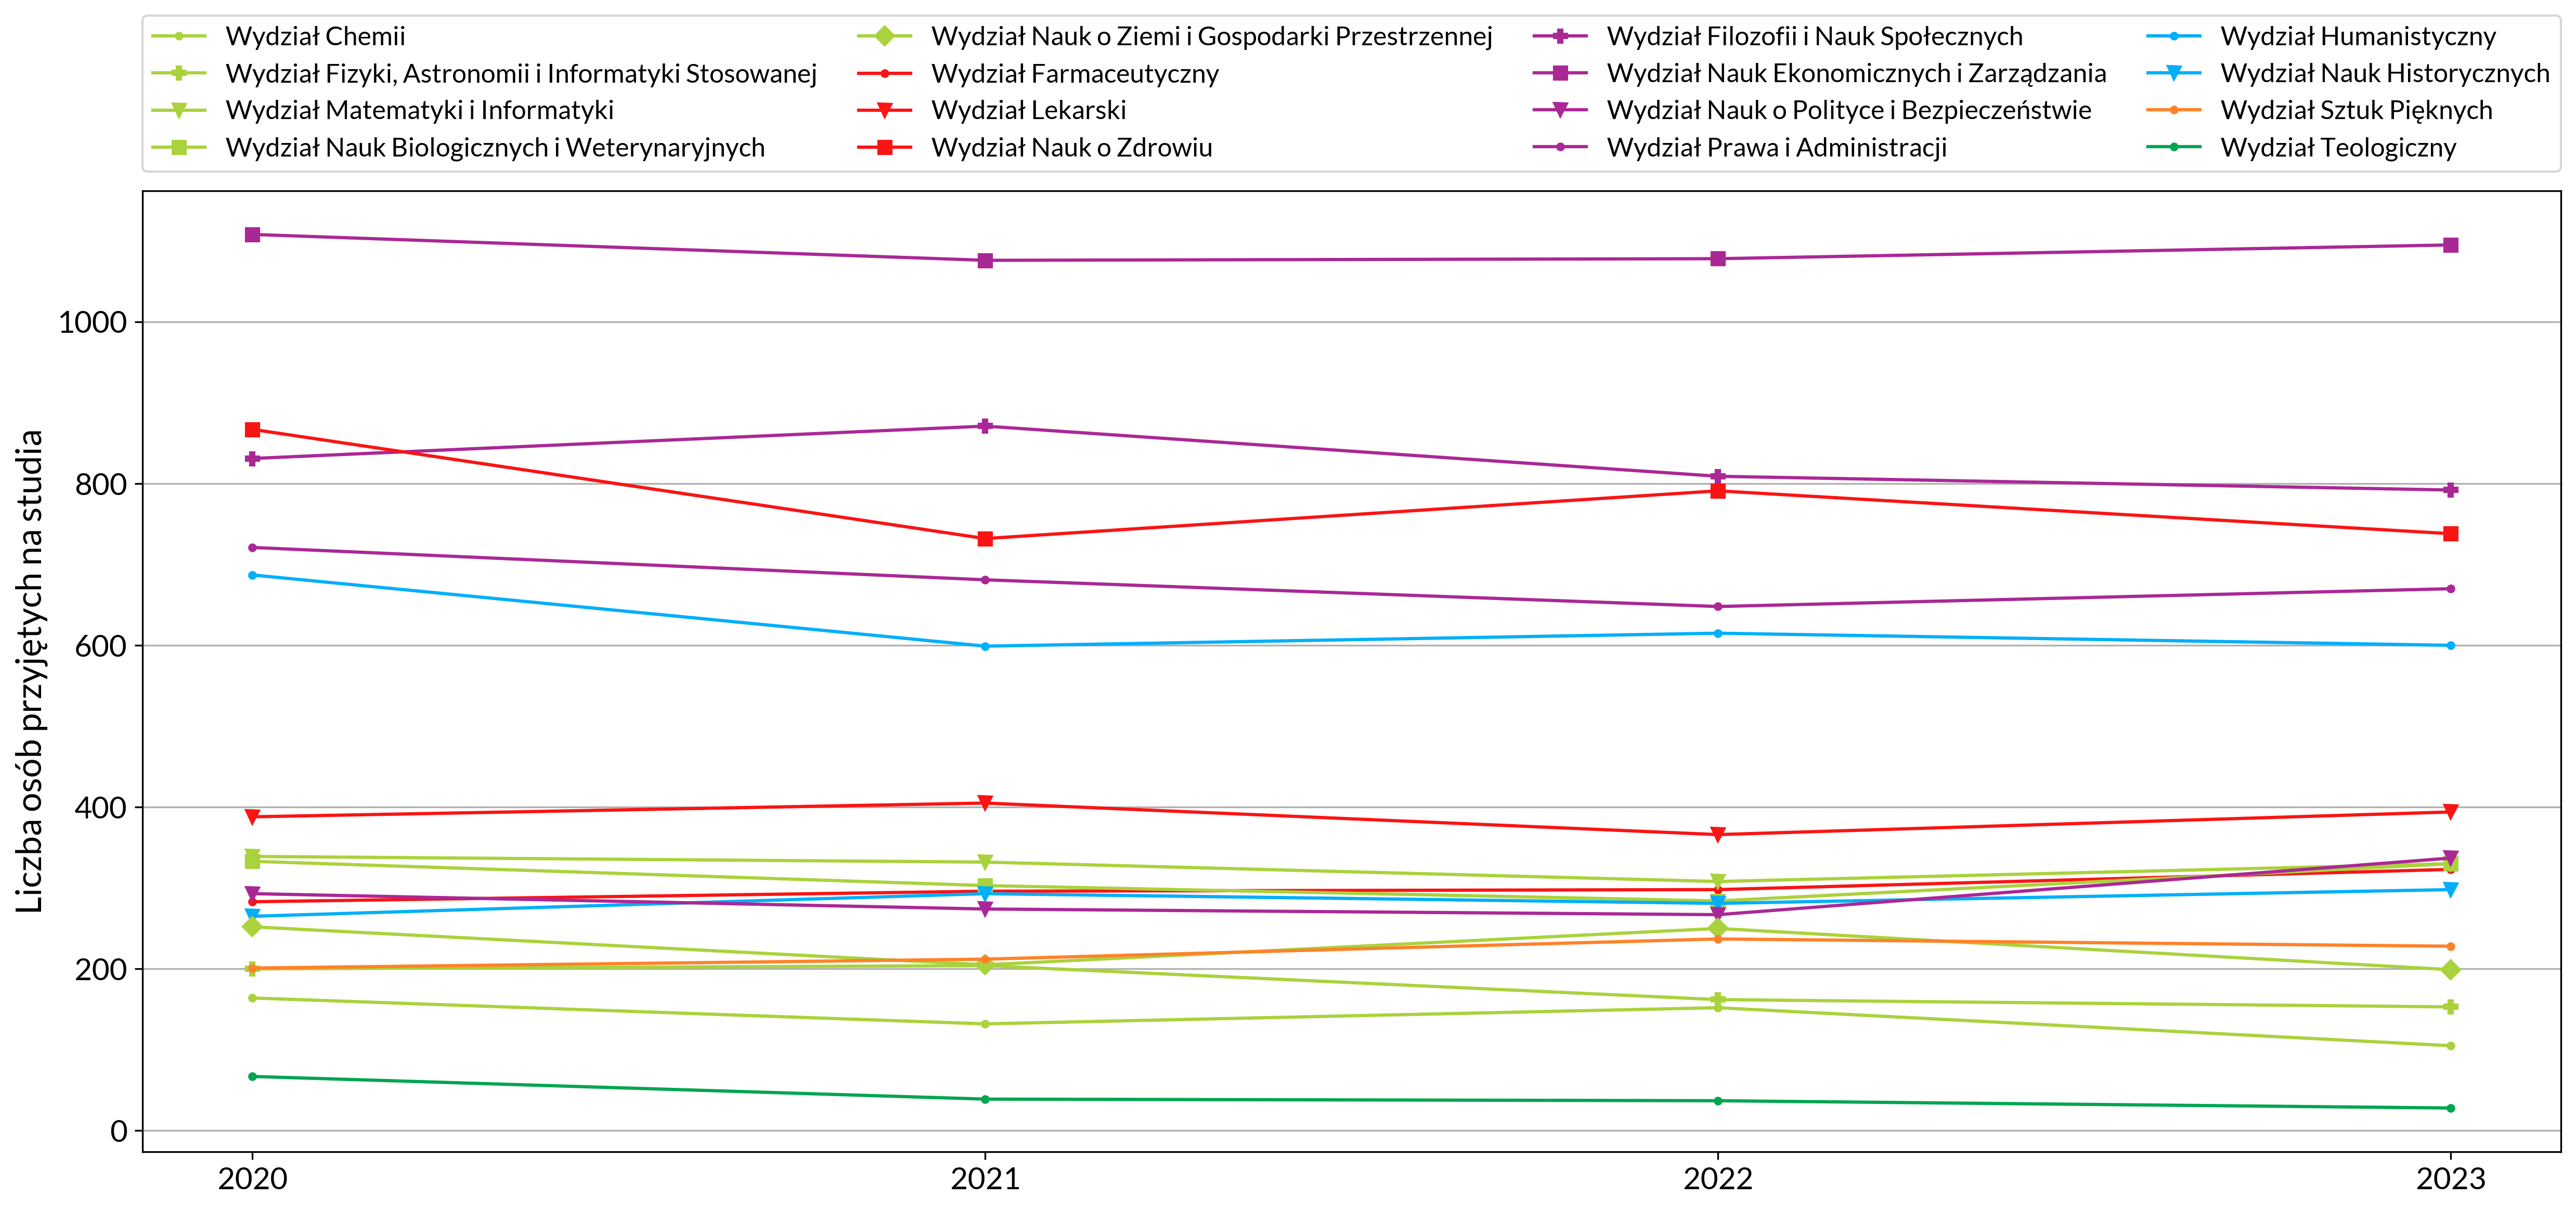 Wydział Chemii
Wydział Fizyki, Astronomii i Informatyki Stosowanej
Wydział Matematyki i Informatyki
Wydział Nauk Biologicznych i Weterynaryjnych
Wydział Nauk o Ziemi i Gospodarki Przestrzennej
Wydział Farmaceutyczny
Wydział Lekarski
Wydział Nauk o Zdrowiu
Wydział Filozofii i Nauk Społecznych
Wydział Nauk Ekonomicznych i Zarządzania
Wydział Nauk o Polityce i Bezpieczeństwie
Wydział Prawa i Administracji
Wydział Humanistyczny
Wydział Nauk Historycznych
Wydział Sztuk Pięknych
Wydział Teologiczny
Liczba osób przyjętych na studia
1000
800
600
400
200
0
2020
2021
2022
2023